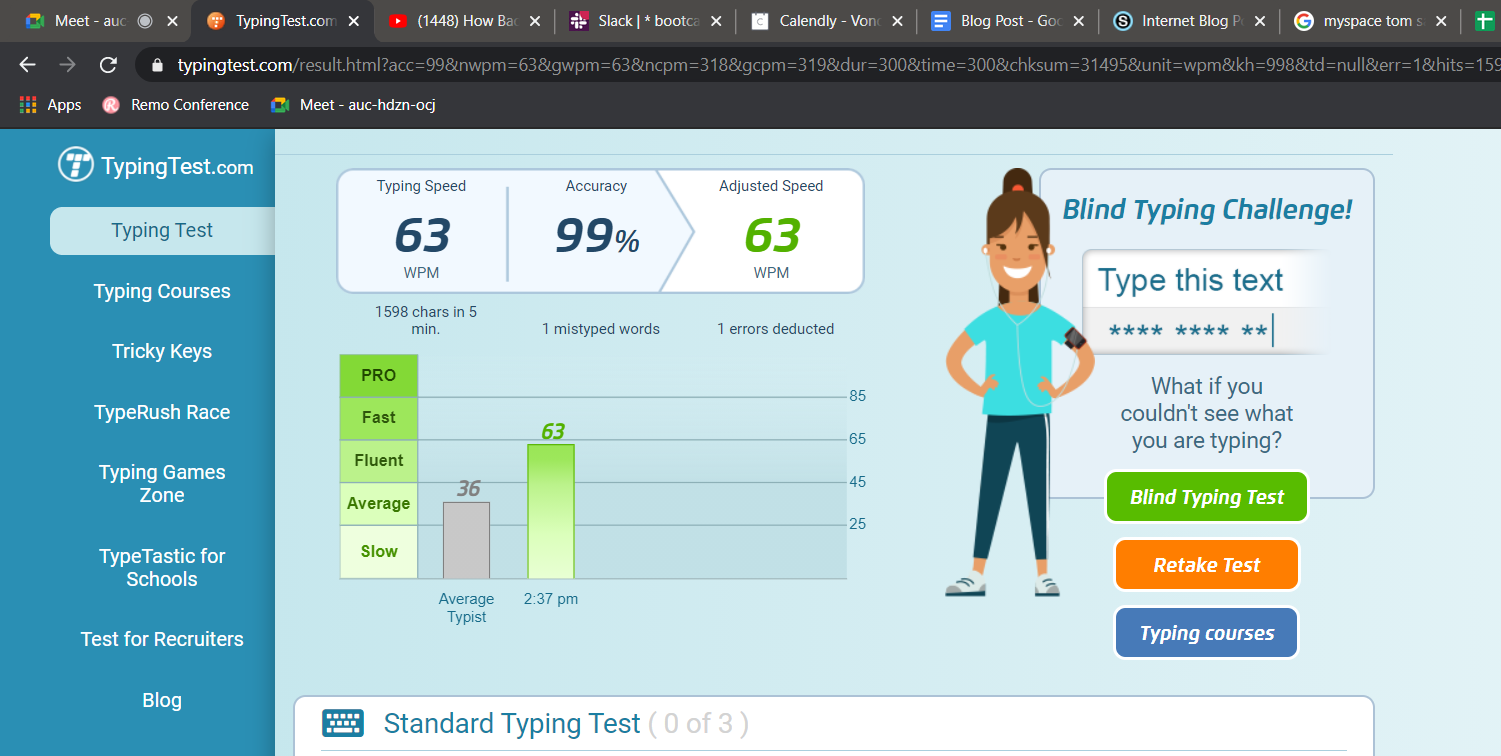 Meet - auc
TypingTest.com
(1448) How Bac
Slack | * bootca
Calendly - Vond
Blog Post - Goo
Internet Blog Po
myspace tom s
typingtest.com/result.html?acc=99&nwpm=63&gwpm=63&ncpm=318&gcpm=319&dur=300&time=300&chksum=31495&unit=wpm&kh=998&td=null&err=1&hits=159
Apps
Remo Conference
Meet - auc-hdzn-ocj
TypingTest.com
Typing Test
Typing Courses
Tricky Keys
TypeRush Race
Typing Games
Zone
TypeTastic for
Schools
Test for Recruiters
Blog
Typing Speed
63
WPM
Accuracy
99%
Adjusted Speed
63
WPM
1598 chars in 5
min.
1 mistyped words
1 errors deducted
PRO
Fast
Fluent
Average
Slow
85
65
45
25
36
63
Average
Typist
2:37 pm
Blind Typing Challenge!
Type this text
**** **** **
What if you
couldn't see what
you are typing?
Blind Typing Test
Retake Test
Typing courses
Standard Typing Test ( 0 of 3 )